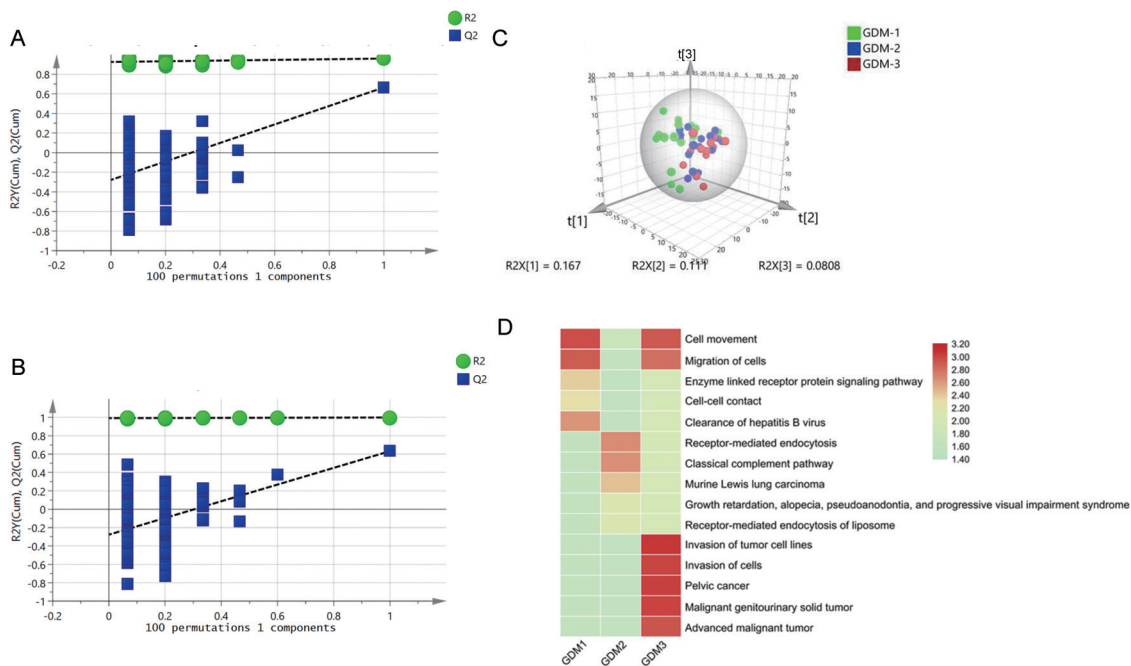 A
R2
Q2
R2Y(Cum), Q2(Cum)
0.8
0.6
0.4
0.2
0
-0.2
-0.4
-0.6
-0.8
-1
-0.2
0
0.2
0.4
0.6
0.8
1
100 permutations 1 components
B
R2
Q2
R2Y(Cum), Q2(Cum)
1
0.8
0.6
0.4
0.2
0
-0.2
-0.4
-0.6
-0.8
-1
-0.2
0
0.2
0.4
0.6
0.8
1
100 permutations 1 components
C
GDM-1
GDM-2
GDM-3
t[3]
t[1]
t[2]
R2X[1] = 0.167
R2X[2] = 0.111
R2X[3] = 0.0808
D
Cell movement
Migration of cells
Enzyme linked receptor protein signaling pathway
Cell-cell contact
Clearance of hepatitis B virus
Receptor-mediated endocytosis
Classical complement pathway
Murine Lewis lung carcinoma
Growth retardation, alopecia, pseudoanodontia, and progressive visual impairment syndrome
Receptor-mediated endocytosis of liposome
Invasion of tumor cell lines
Invasion of cells
Pelvic cancer
Malignant genitourinary solid tumor
Advanced malignant tumor
GDM1
GDM2
GDM3
3.20
3.00
2.80
2.60
2.40
2.20
2.00
1.80
1.60
1.40